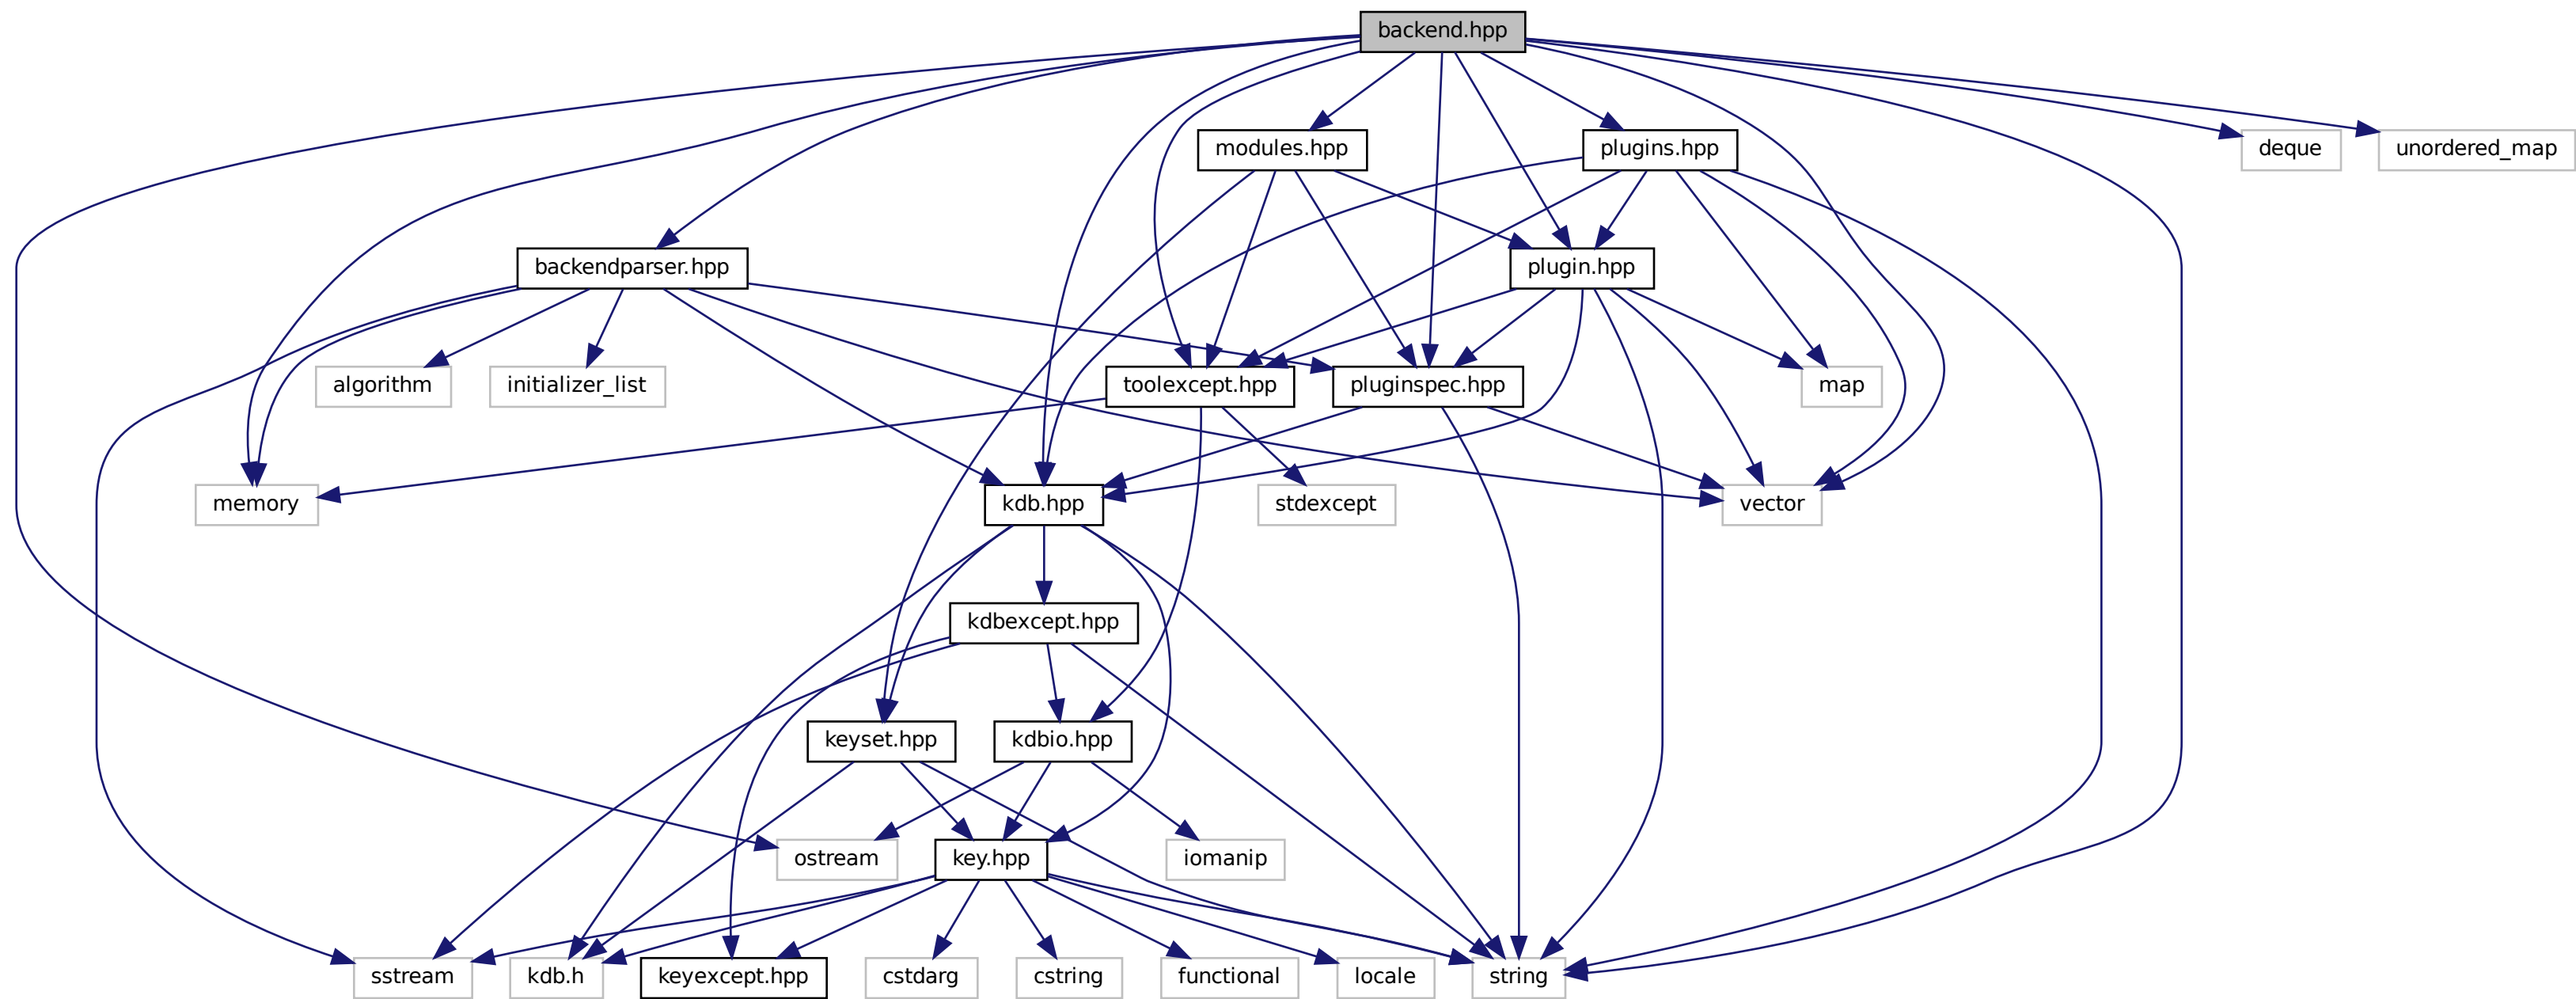 backend.hpp
modules.hpp
plugins.hpp
deque
unordered_map
backendparser.hpp
plugin.hpp
algorithm
initializer_list
toolexcept.hpp
pluginspec.hpp
map
memory
kdb.hpp
stdexcept
vector
kdbexcept.hpp
keyset.hpp
kdbio.hpp
ostream
key.hpp
iomanip
sstream
kdb.h
keyexcept.hpp
cstdarg
cstring
functional
locale
string